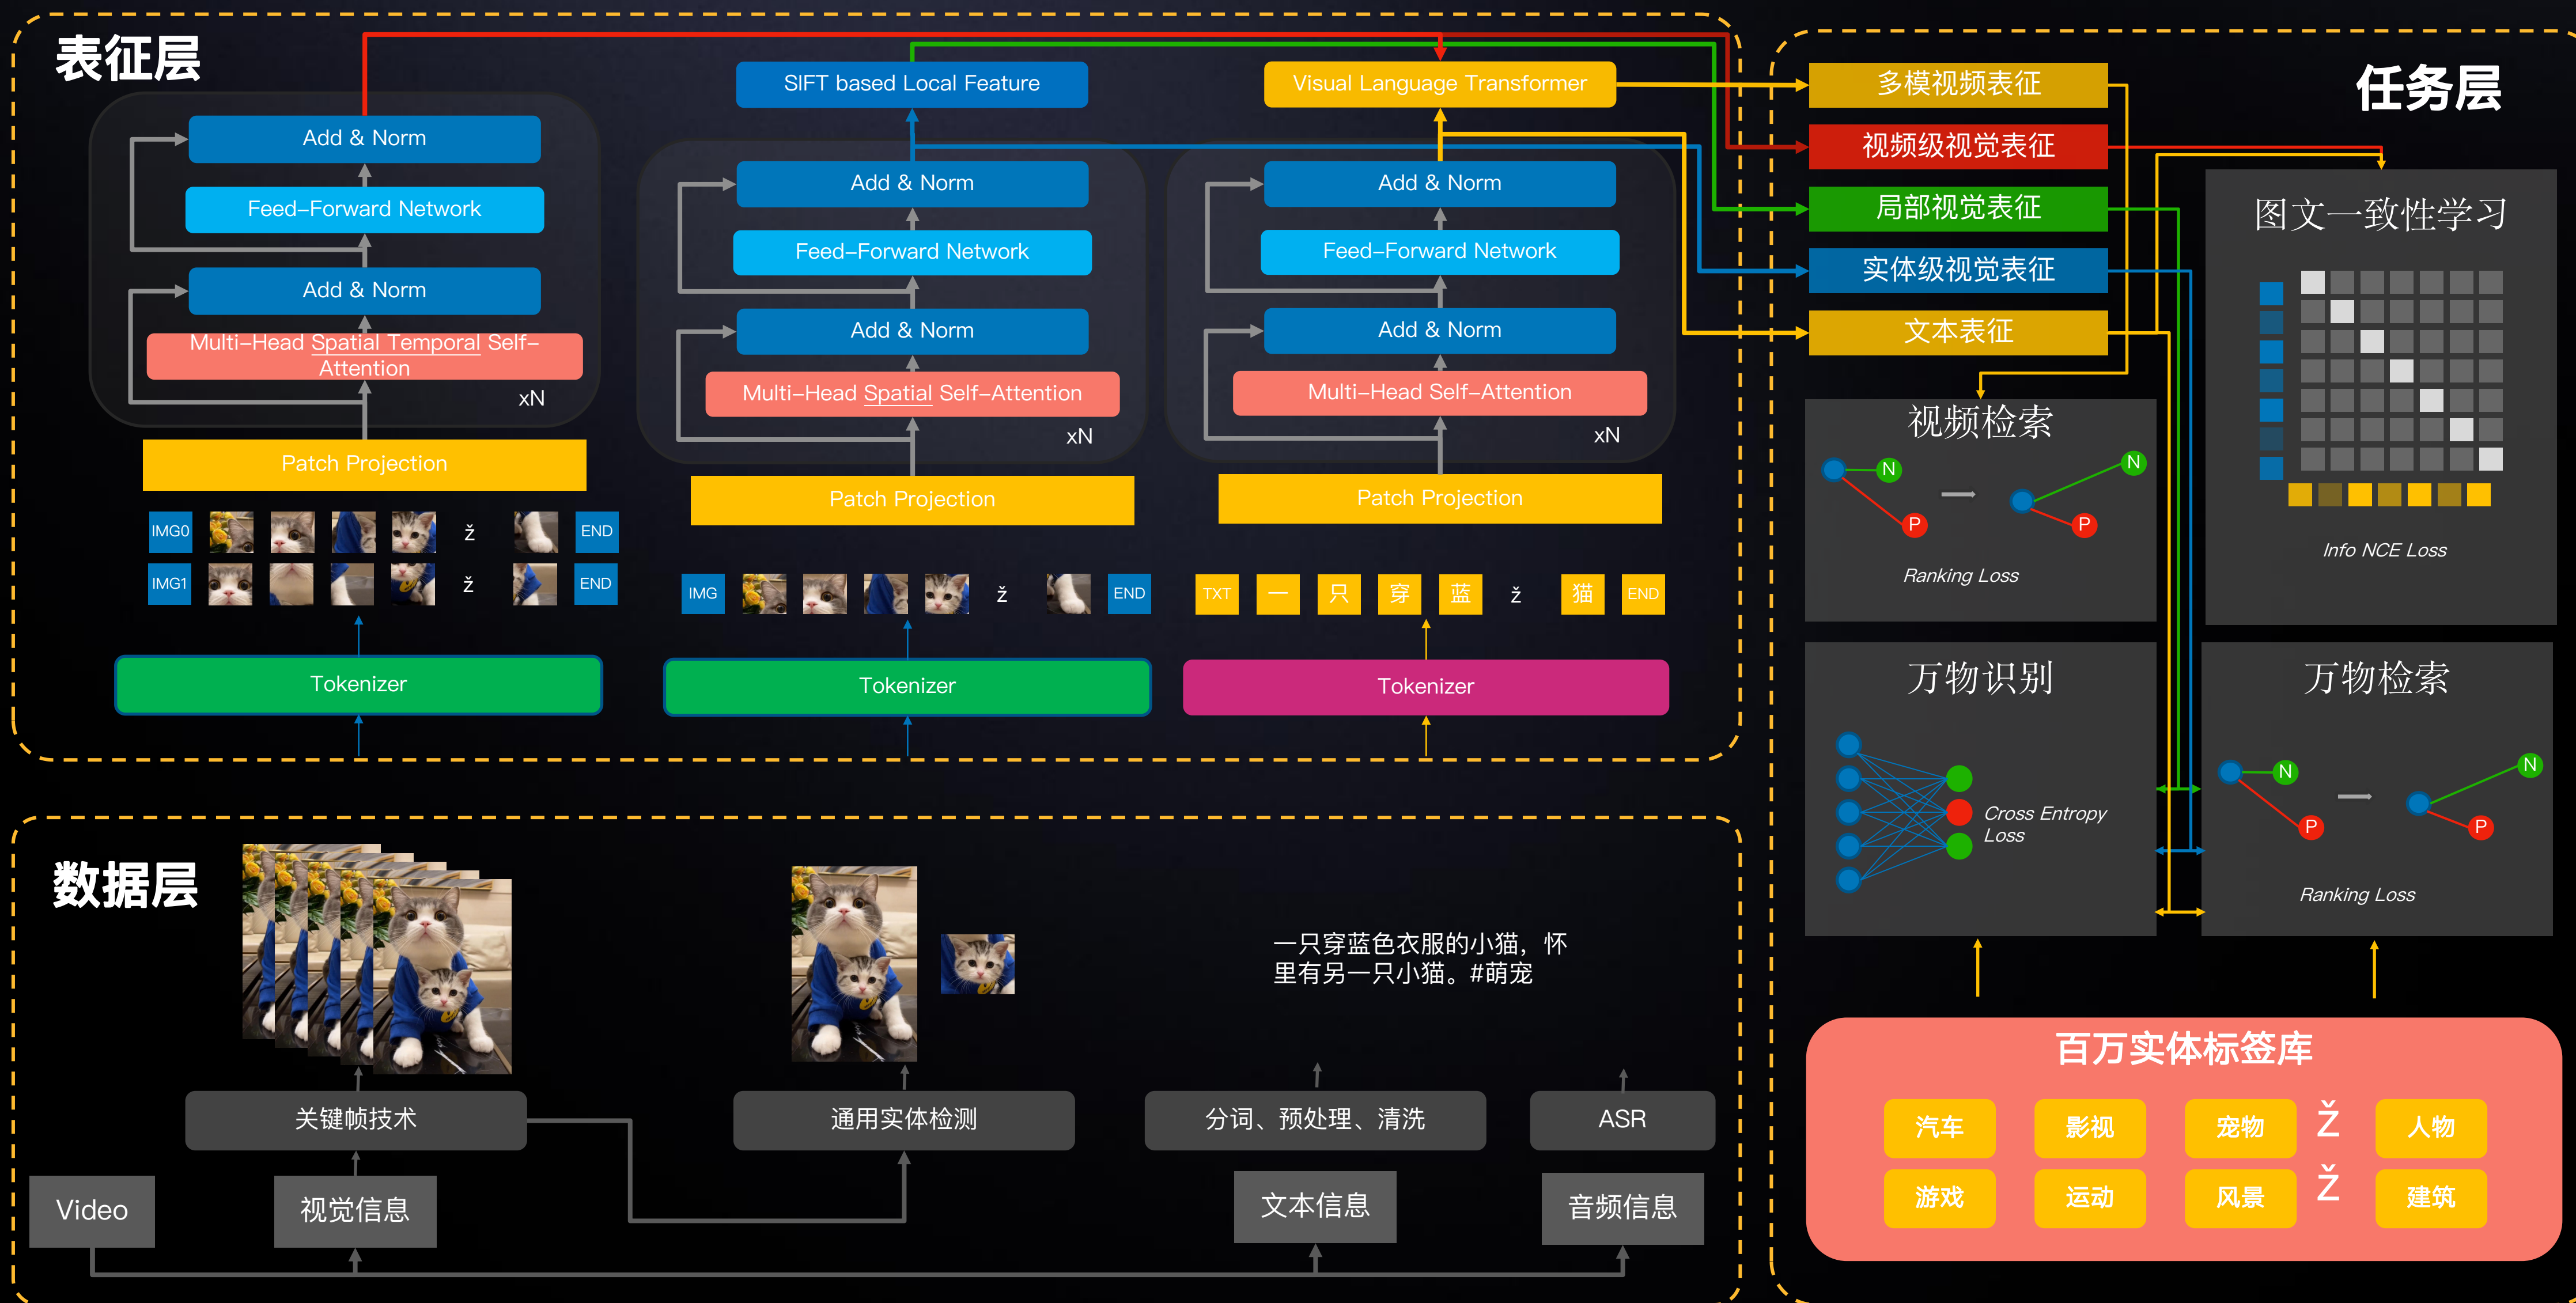 表征层
Add & Norm
Feed-Forward Network
Add & Norm
Multi-Head Spatial Temporal Self-
Attention
xN
Patch Projection
IMG0
ž
END
IMG1
ž
END
Tokenizer
SIFT based Local Feature
Add & Norm
Feed-Forward Network
Add & Norm
Multi-Head Spatial Self-Attention
xN
Patch Projection
IMG
ž
END
Tokenizer
Visual Language Transformer
Add & Norm
Feed-Forward Network
Add & Norm
Multi-Head Self-Attention
xN
Patch Projection
TXT 一 只 穿 蓝 ž 猫 END
Tokenizer
数据层
一只穿蓝色衣服的小猫，怀
里有另一只小猫。#萌宠
关键帧技术
通用实体检测
分词、预处理、清洗
ASR
Video
视觉信息
文本信息
音频信息
任务层
多模视频表征
视频级视觉表征
局部视觉表征
实体级视觉表征
文本表征
视频检索
N
P
N
P
Ranking Loss
图文一致性学习
Info NCE Loss
万物识别
Cross Entropy
Loss
万物检索
N
P
N
P
Ranking Loss
百万实体标签库
汽车 影视 宠物 ž 人物
游戏 运动 风景 ž 建筑